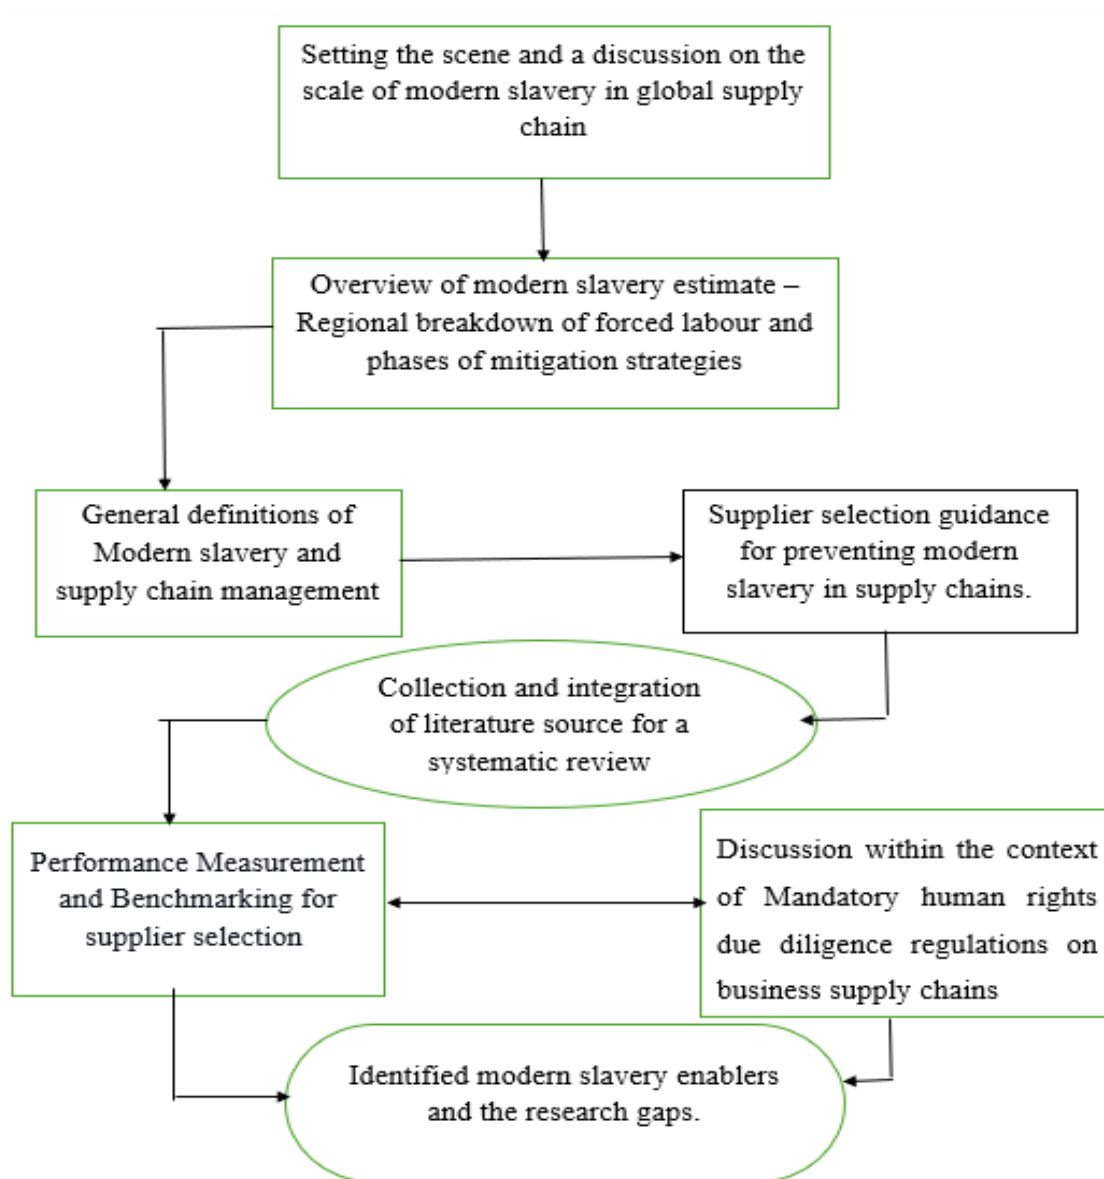 Setting the scene and a discussion on the
scale of modern slavery in global supply
chain
Overview of modern slavery estimate –
Regional breakdown of forced labour and
phases of mitigation strategies
General definitions of
Modern slavery and
supply chain management
Supplier selection guidance
for preventing modern
slavery in supply chains.
Collection and integration
of literature source for a
systematic review
Performance Measurement
and Benchmarking for
supplier selection
Discussion within the context
of Mandatory human rights
due diligence regulations on
business supply chains
Identified modern slavery enablers
and the research gaps.